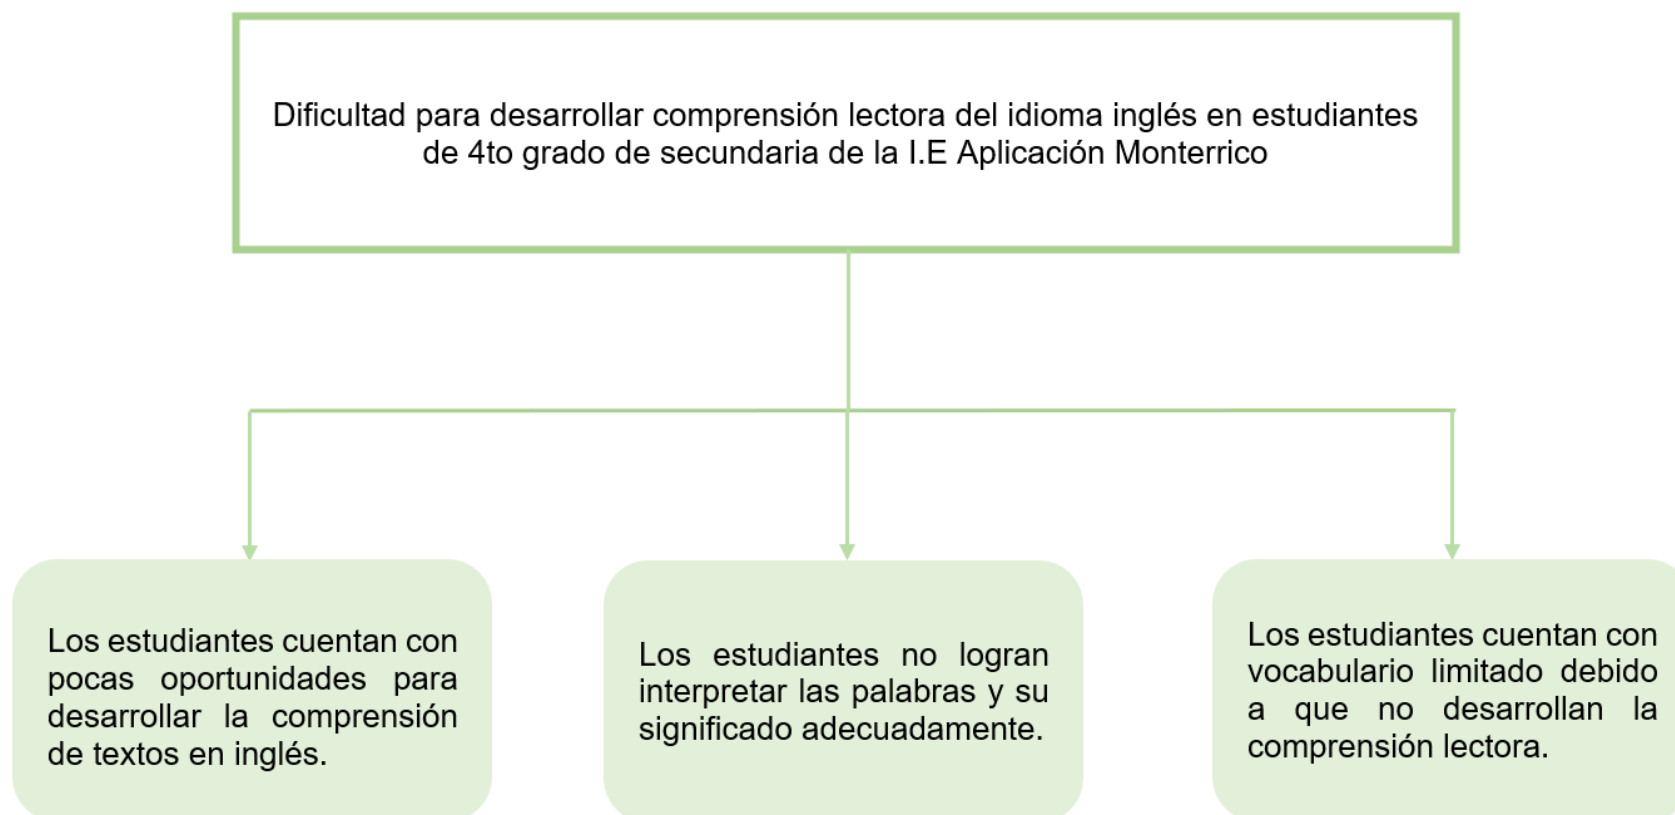 Dificultad para desarrollar comprensión lectora del idioma inglés en estudiantes
de 4to grado de secundaria de la I.E Aplicación Monterrico
Los estudiantes cuentan con
pocas oportunidades para
desarrollar la comprensión
de textos en inglés.
Los estudiantes no logran
interpretar las palabras y su
significado adecuadamente.
Los estudiantes cuentan con
vocabulario limitado debido
a que no desarrollan la
comprensión lectora.